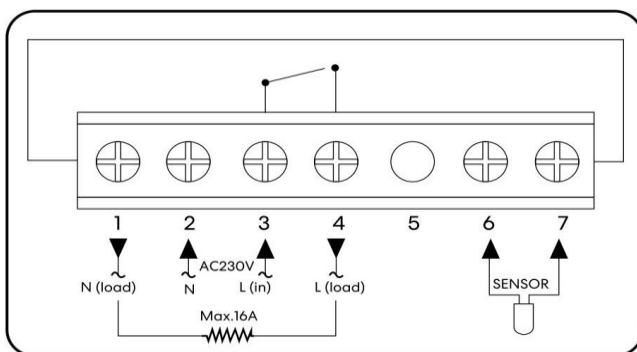 1 2 3 4 5 6 7
AC230V
N (load) N L (in) L (load) SENSOR
Max.16A